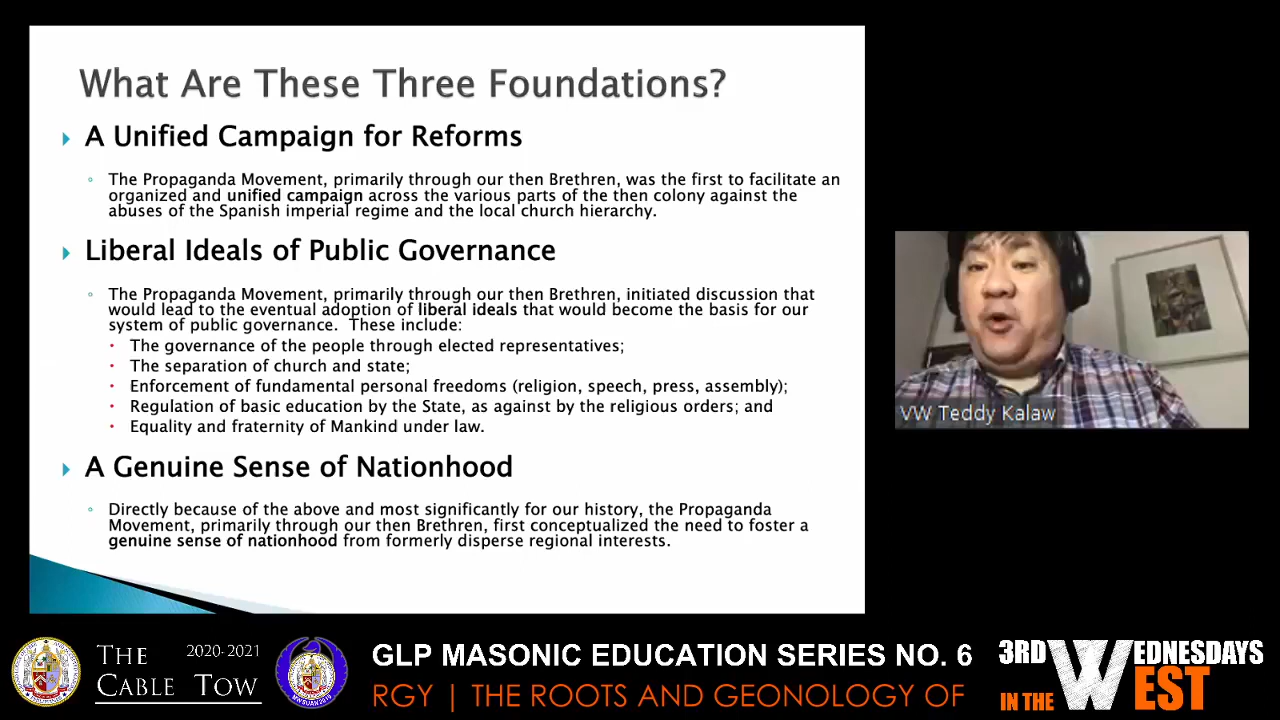 What Are These Three Foundations?
A Unified Campaign for Reforms
The Propaganda Movement, primarily through our then Brethren, was the first to facilitate an
organized and unified campaign across the various parts of the then colony against the
abuses of the Spanish imperial regime and the local church hierarchy.
Liberal Ideals of Public Governance
The Propaganda Movement, primarily through our then Brethren, initiated discussion that
would lead to the eventual adoption of liberal ideals that would become the basis for our
system of public governance. These include:
The governance of the people through elected representatives;
The separation of church and state;
Enforcement of fundamental personal freedoms (religion, speech, press, assembly);
Regulation of basic education by the State, as against by the religious orders; and
Equality and fraternity of Mankind under law.
A Genuine Sense of Nationhood
Directly because of the above and most significantly for our history, the Propaganda
Movement, primarily through our then Brethren, first conceptualized the need to foster a
genuine sense of nationhood from formerly disperse regional interests.
VW Teddy Kalaw
THE 2020-2021
CABLE TOW
GLP MASONIC EDUCATION SERIES NO. 6
RGY | THE ROOTS AND GEONOLOGY OF
3RD WEDNESDAYS
IN THE WEST